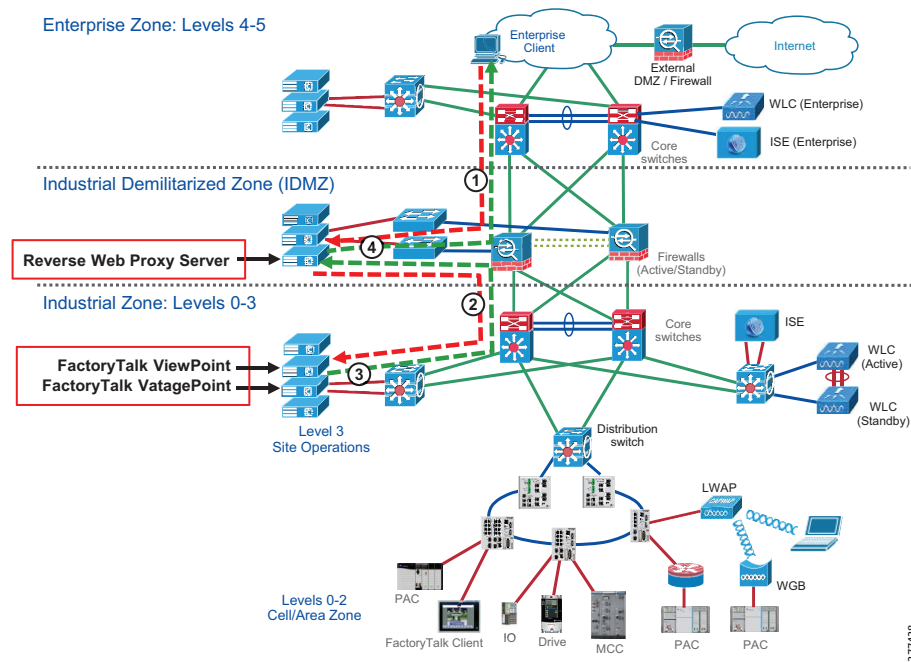 Enterprise Zone: Levels 4-5
Enterprise
Client
Internet
External
DMZ / Firewall
WLC (Enterprise)
ISE (Enterprise)
Core
switches
1
Industrial Demilitarized Zone (IDMZ)
4
Reverse Web Proxy Server
Firewalls
(Active/Standby)
Industrial Zone: Levels 0-3
2
Core
switches
ISE
FactoryTalk ViewPoint
FactoryTalk VatagePoint
3
WLC
(Active)
WLC
(Standby)
Level 3
Site Operations
Distribution
switch
LWAP
CAPWAP
WGB
PAC
Levels 0-2
Cell/Area Zone
FactoryTalk Client
IO
Drive
MCC
PAC
PAC
377438